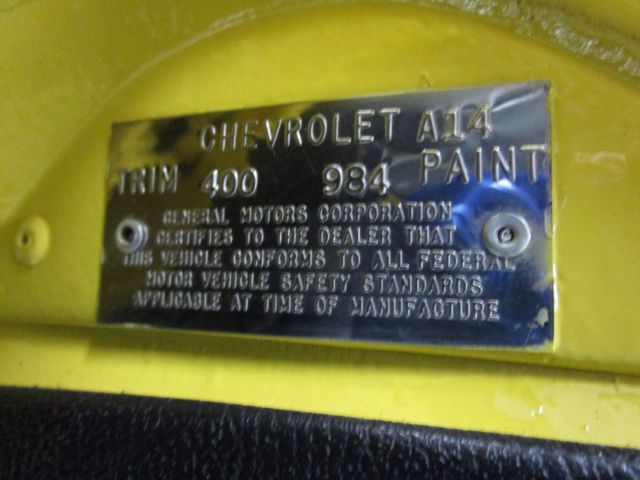 CHEVROLET A14
TRIM 400 984 PAINT
GENERAL MOTORS CORPORATION
CERTIFIES TO THE DEALER THAT
THIS VEHICLE CONFORMS TO ALL FEDERAL
MOTOR VEHICLE SAFETY STANDARDS
APPLICABLE AT TIME OF MANUFACTURE